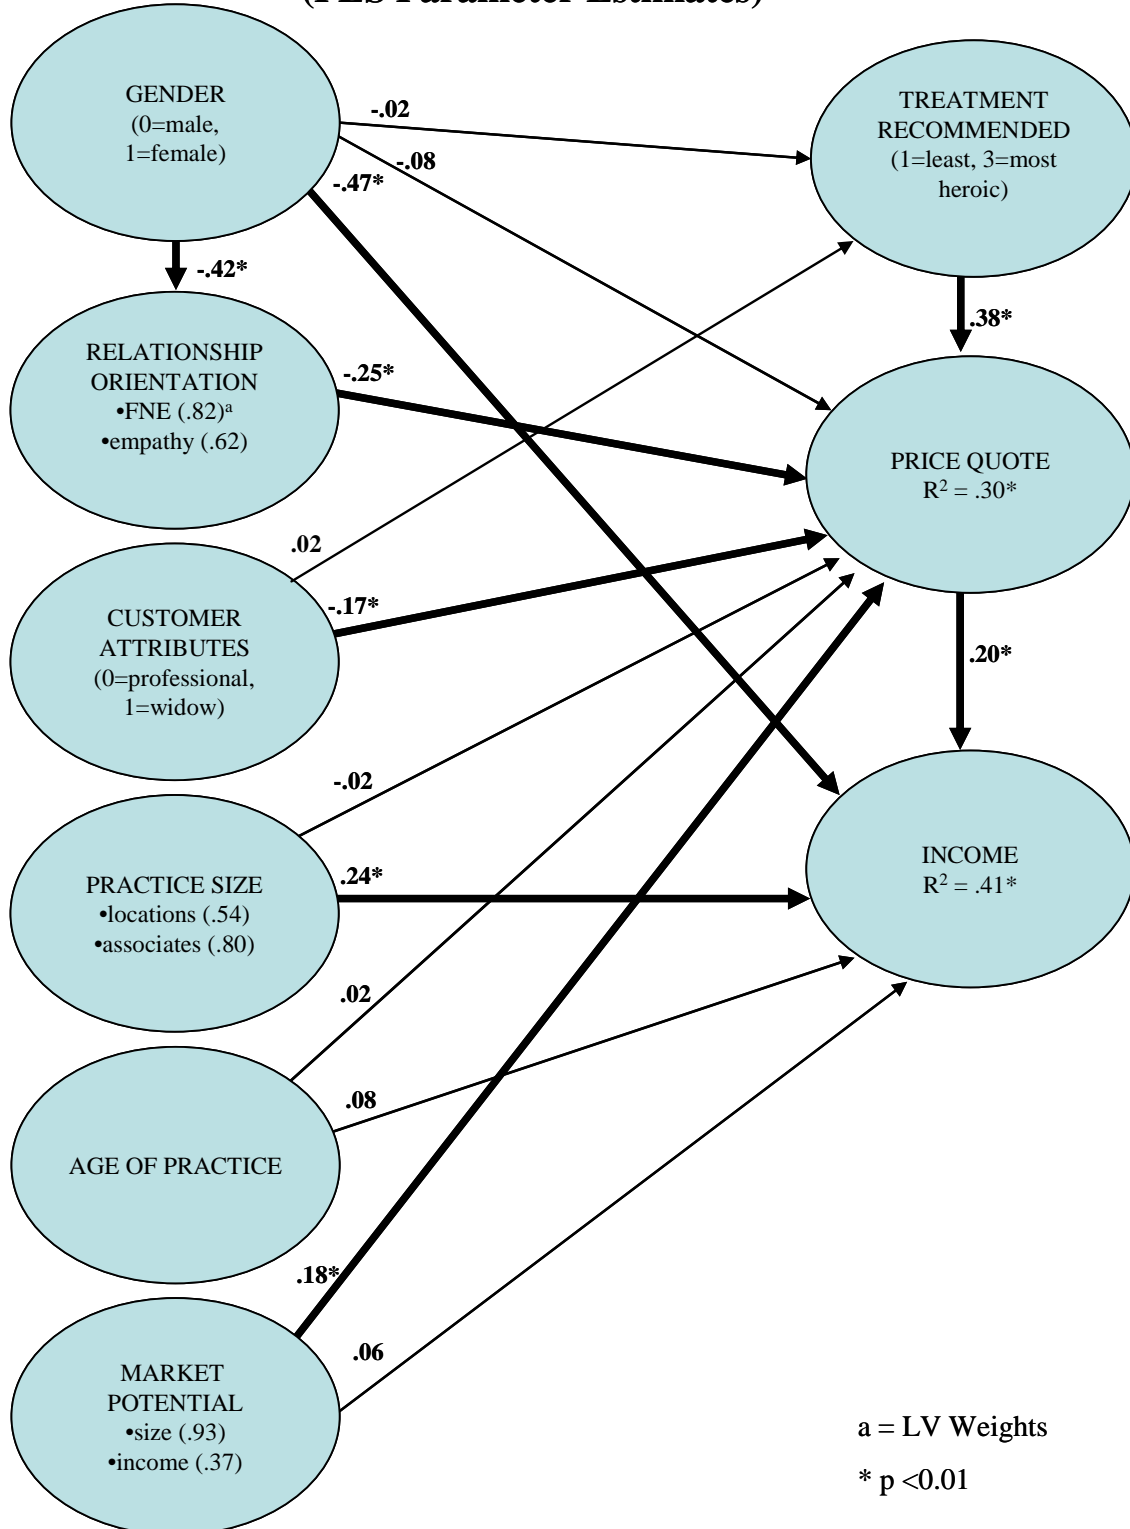 (PLS Parameter Estimates)
GENDER
(0=male,
1=female)
-.02
-.08
-.47*
-.42*
TREATMENT
RECOMMENDED
(1=least, 3=most
heroic)
.38*
RELATIONSHIP
ORIENTATION
•FNE (.82)ᵃ
•empathy (.62)
-.25*
PRICE QUOTE
R² = .30*
.02
CUSTOMER
ATTRIBUTES
(0=professional,
1=widow)
-.17*
.20*
-.02
PRACTICE SIZE
•locations (.54)
•associates (.80)
.24*
INCOME
R² = .41*
.02
AGE OF PRACTICE
.08
.18*
MARKET
POTENTIAL
•size (.93)
•income (.37)
.06
a = LV Weights
* p <0.01